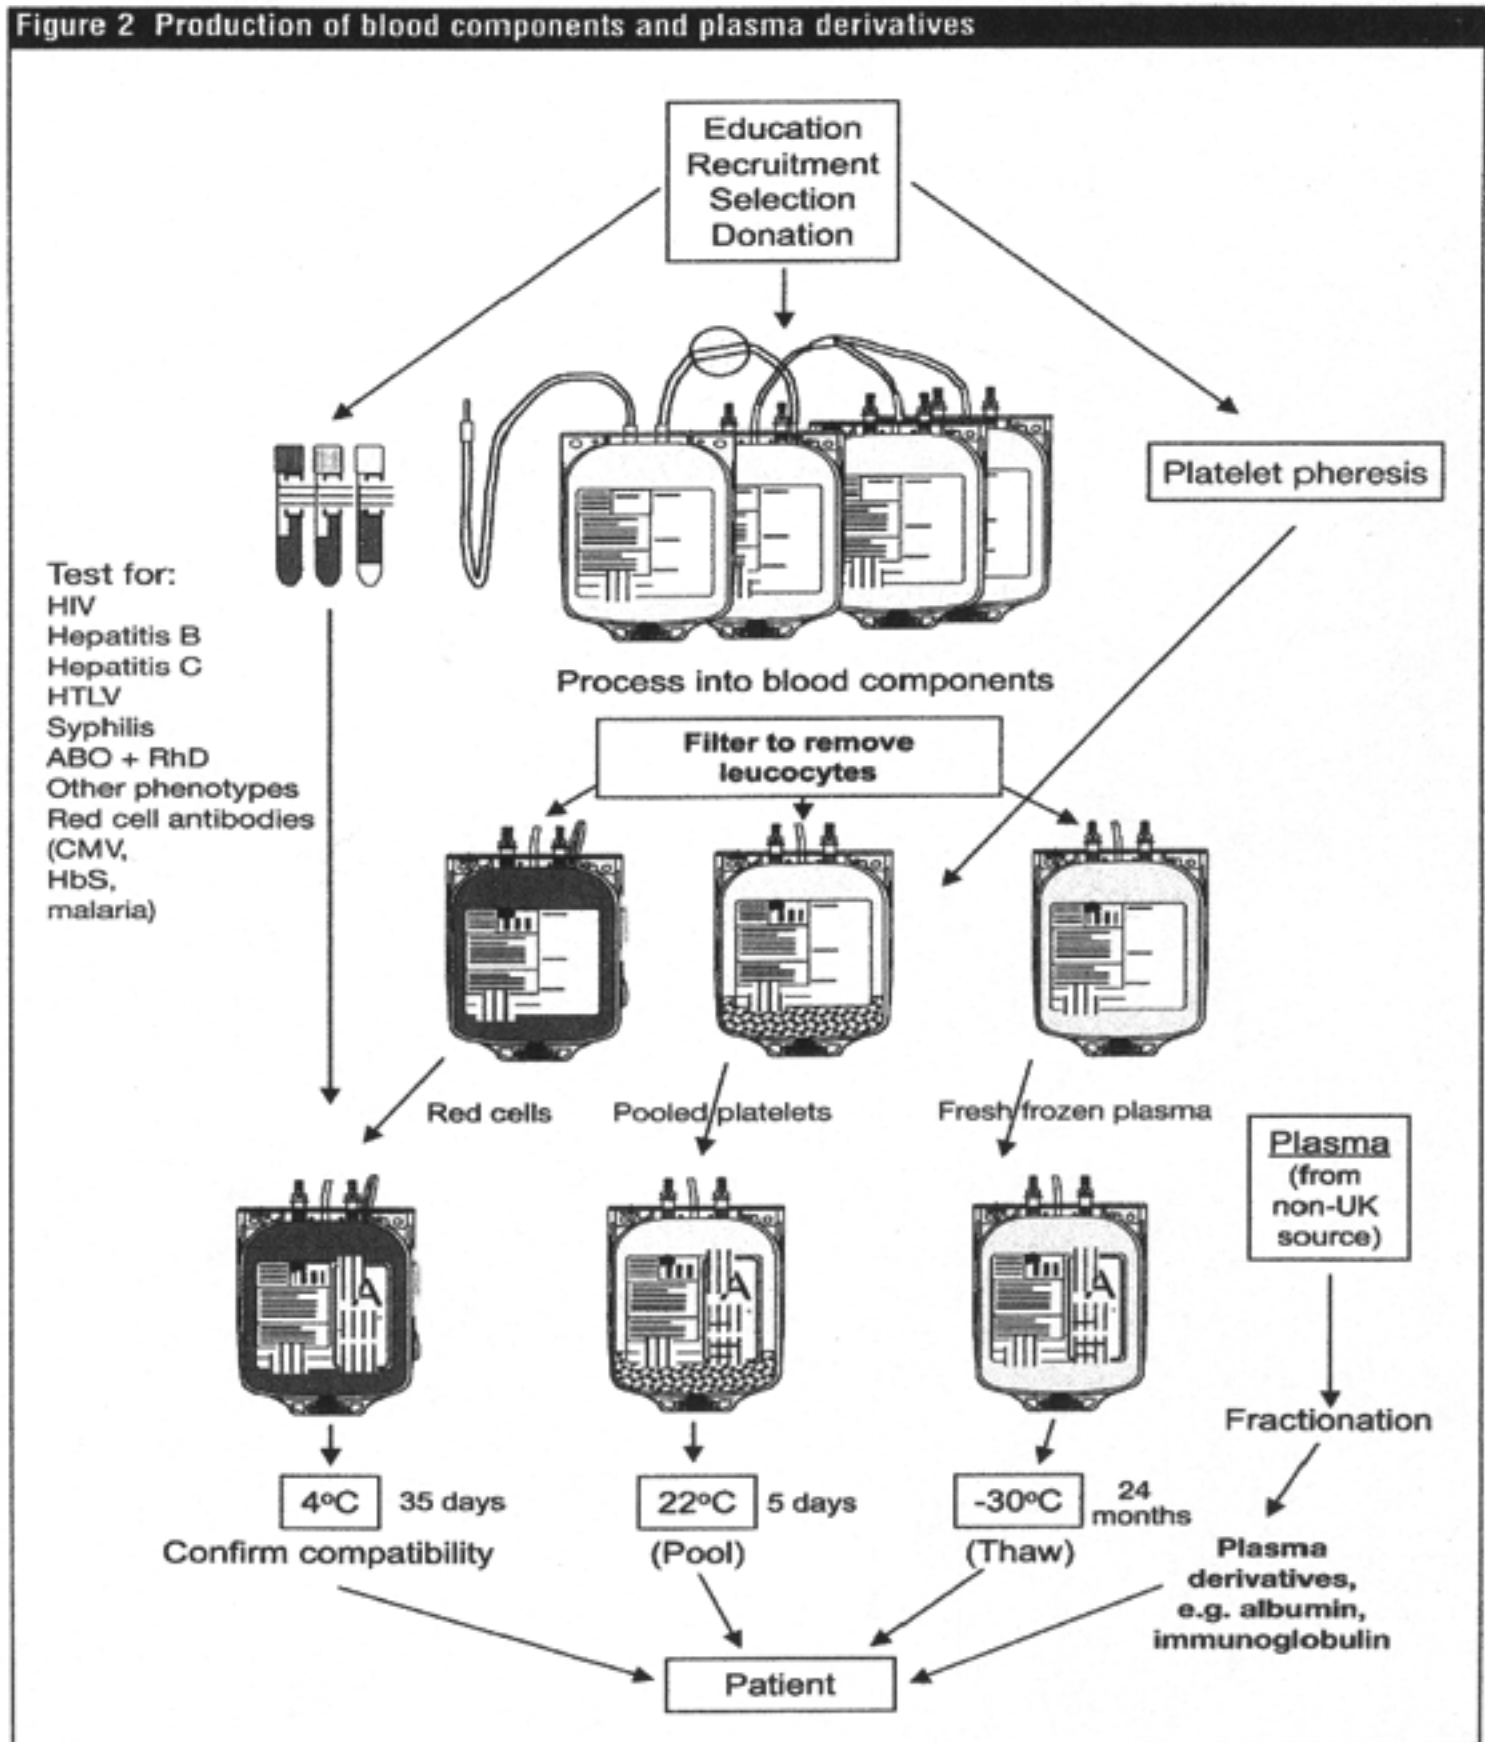 Figure 2 Production of blood components and plasma derivatives
Education
Recruitment
Selection
Donation
Platelet pheresis
Test for:
HIV
Hepatitis B
Hepatitis C
HTLV
Syphilis
ABO + RhD
Other phenotypes
Red cell antibodies
(CMV,
HbS,
malaria)
Process into blood components
Filter to remove
leucocytes
Red cells
Pooled platelets
Fresh frozen plasma
Plasma
(from
non-UK
source)
A
A
A
Fractionation
4°C 35 days
Confirm compatibility
22°C 5 days
(Pool)
-30°C 24
months
(Thaw)
Plasma
derivatives,
e.g. albumin,
immunoglobulin
Patient